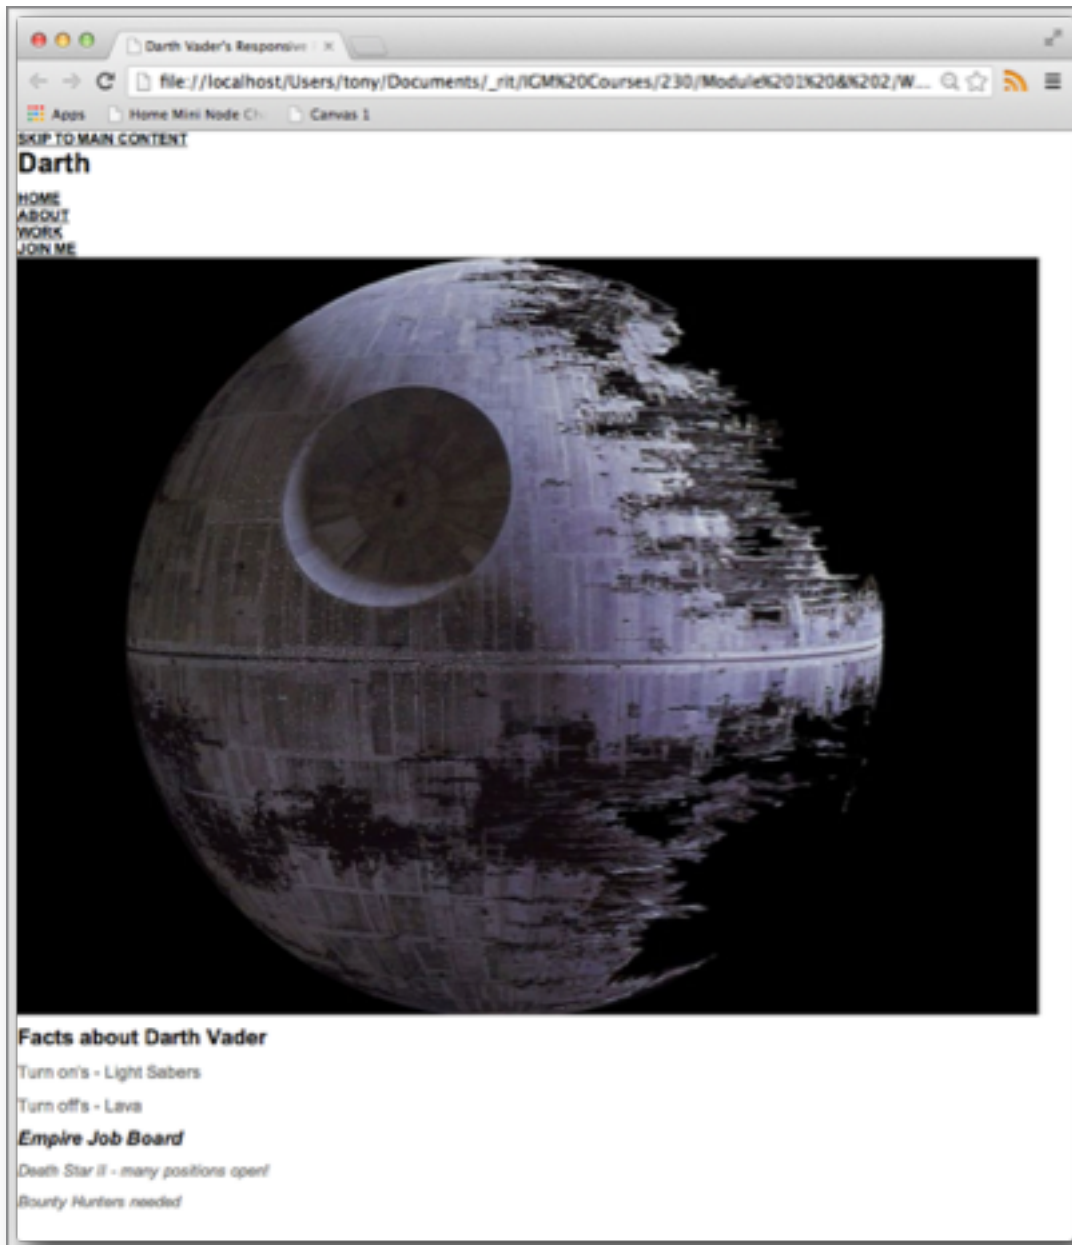 Darth Vader's Responsive
file://localhost/Users/tony/Documents/_rit/IGM%20Courses/230/Module%201%20&%202/W...
Apps Home Mini Node Ch Canvas 1
SKIP TO MAIN CONTENT
Darth
HOME
ABOUT
WORK
JOIN ME
Facts about Darth Vader
Turn on's - Light Sabers
Turn off's - Lava
Empire Job Board
Death Star II - many positions open!
Bounty Hunters needed